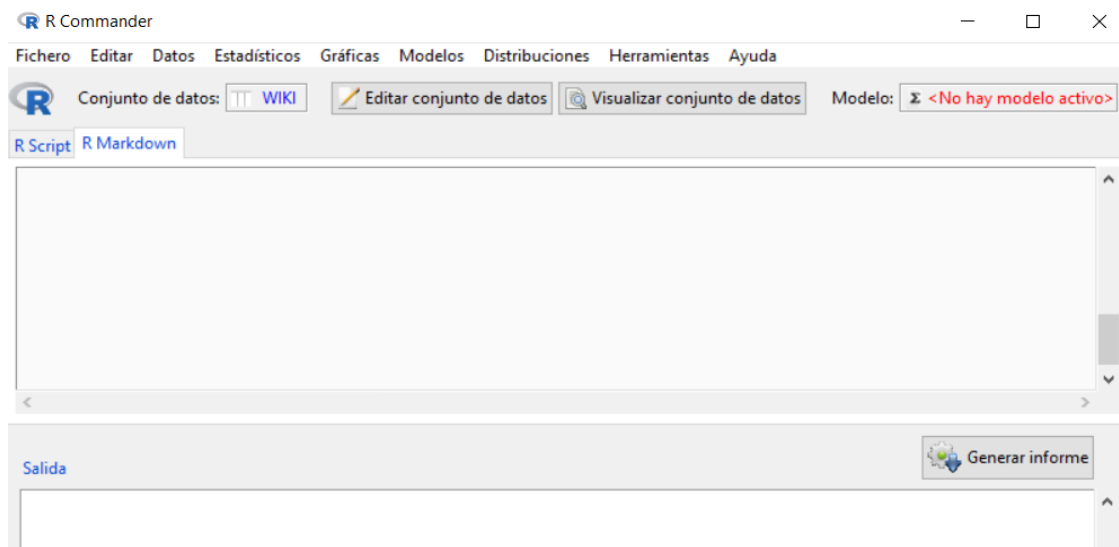 R Commander
Fichero Editar Datos Estadísticos Gráficas Modelos Distribuciones Herramientas Ayuda
R Conjunto de datos: WIKI Editar conjunto de datos Visualizar conjunto de datos Modelo: Σ <No hay modelo activo>
R Script R Markdown
Generar informe
Salida